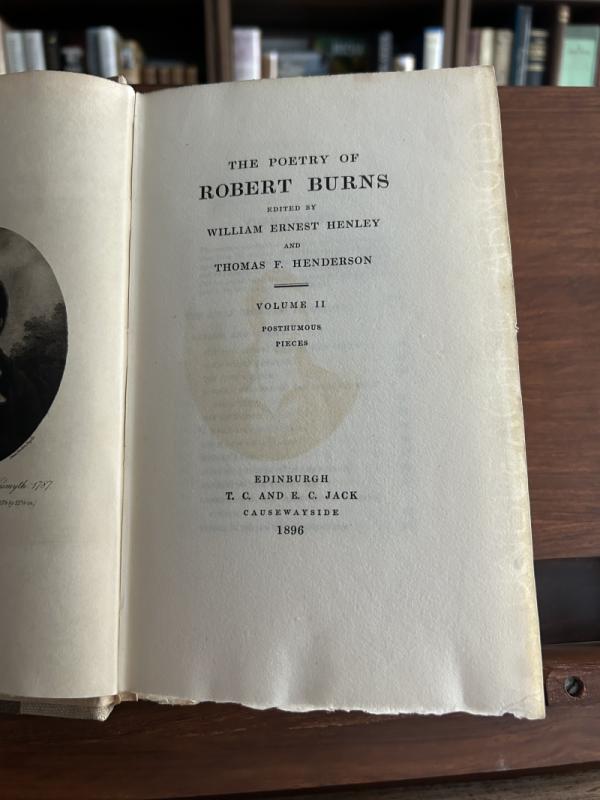 THE POETRY OF
ROBERT BURNS
EDITED BY
WILLIAM ERNEST HENLEY
AND
THOMAS F. HENDERSON
VOLUME II
POSTHUMOUS
PIECES
EDINBURGH
T. C. AND E. C. JACK
CAUSEWAYSIDE
1896
1787